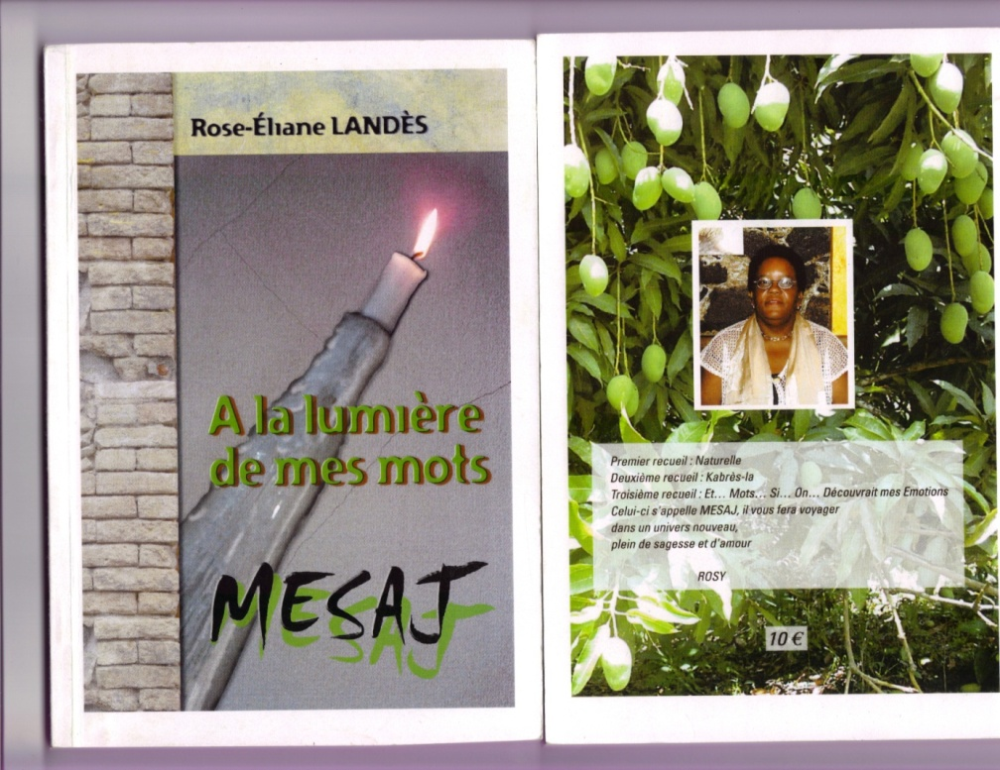 Rose-Éliane LANDÈS
A la lumière
de mes mots
MESAJ
Premier recueil : Naturelle
Deuxième recueil : Kabrès-la
Troisième recueil : Et... Mots... Si... On... Découvrait mes Emotions
Celui-ci s'appelle MESAJ, il vous fera voyager
dans un univers nouveau,
plein de sagesse et d'amour
ROSY
10 €